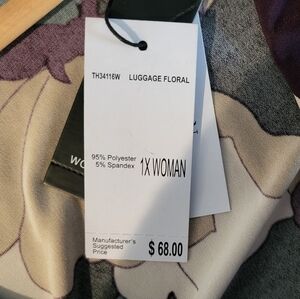 TH34116W LUGGAGE FLORAL
95% Polyester
5% Spandex
1X WOMAN
Manufacturer's
Suggested
Price
$ 68.00